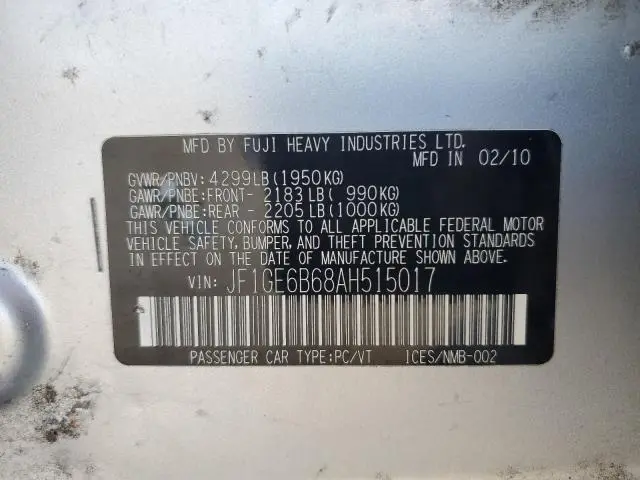 MFD BY FUJI HEAVY INDUSTRIES LTD.
MFD IN 02/10
GVWR/PNBV: 4299LB (1950KG)
GAWR/PNBE:FRONT- 2183 LB ( 990KG)
GAWR/PNBE:REAR - 2205 LB (1000KG)
THIS VEHICLE CONFORMS TO ALL APPLICABLE FEDERAL MOTOR
VEHICLE SAFETY, BUMPER, AND THEFT PREVENTION STANDARDS
IN EFFECT ON THE DATE OF MANUFACTURE SHOWN ABOVE.
VIN: JF1GE6B68AH515017
PASSENGER CAR TYPE:PC/VT ICES/NMB-002